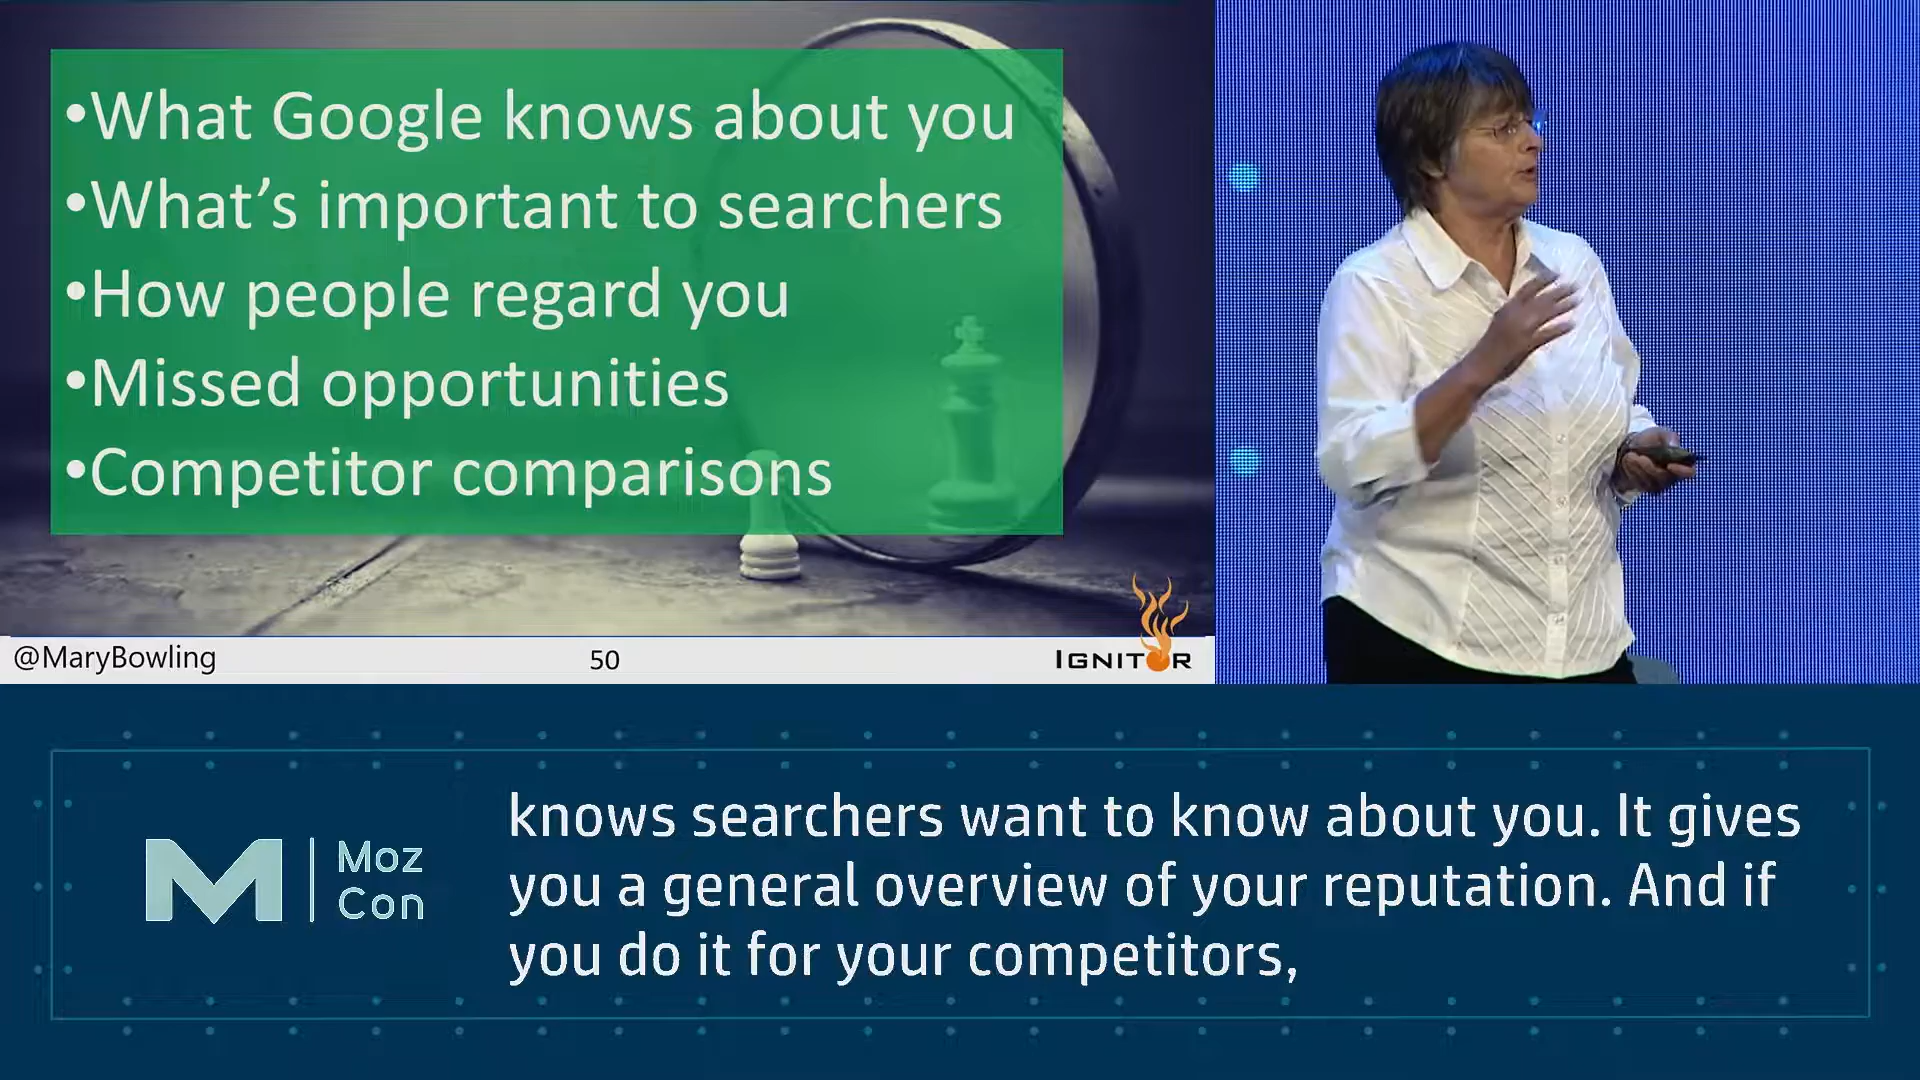 •What Google knows about you
•What’s important to searchers
•How people regard you
•Missed opportunities
•Competitor comparisons
@MaryBowling
50
IGNITOR
Moz
Con
knows searchers want to know about you. It gives
you a general overview of your reputation. And if
you do it for your competitors,